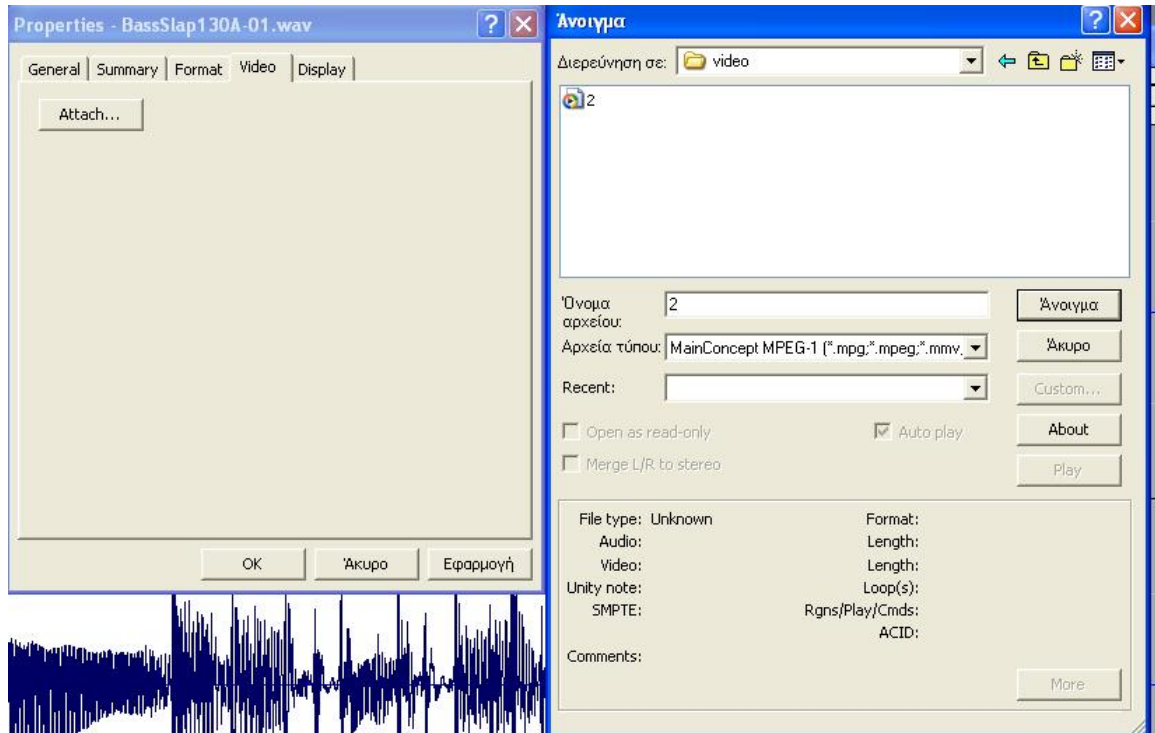 Properties - BassSlap130A-01.wav
General Summary Format Video Display
Attach...
OK Άκυρο Εφαρμογή
Άνοιγμα
Διερεύνηση σε: video
2
Όνομα αρχείου: 2 Άνοιγμα
Αρχεία τύπου: MainConcept MPEG-1 (*.mpg;*.mpeg;*.mmv, Άκυρο
Recent: Custom...
Open as read-only Auto play About
Merge L/R to stereo Play
File type: Unknown Format:
Audio: Length:
Video: Length:
Unity note: Loop(s):
SMPTE: Rgns/Play/Cmds:
ACID:
Comments:
More